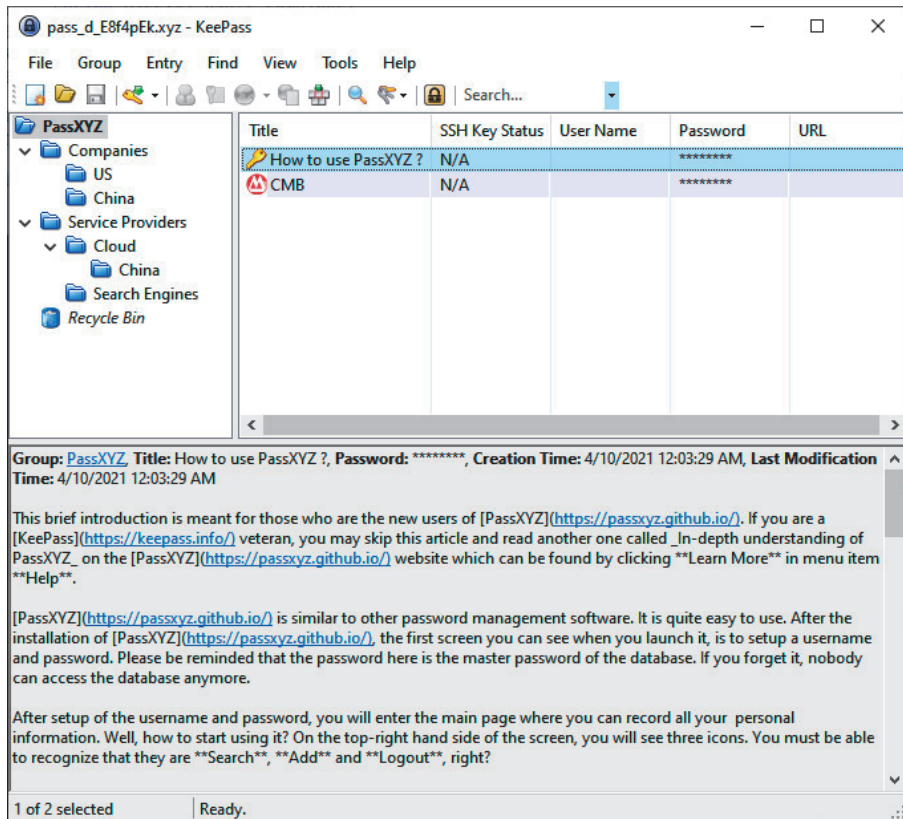 pass_d_E8f4pEk.xyz - KeePass
File Group Entry Find View Tools Help
Search...
PassXYZ
Companies
US
China
Service Providers
Cloud
China
Search Engines
Recycle Bin
Title SSH Key Status User Name Password URL
How to use PassXYZ ? N/A ********
CMB N/A ********
Group: PassXYZ, Title: How to use PassXYZ ?, Password: ********, Creation Time: 4/10/2021 12:03:29 AM, Last Modification
Time: 4/10/2021 12:03:29 AM
This brief introduction is meant for those who are the new users of [PassXYZ](https://passxyz.github.io/). If you are a
[KeePass](https://keepass.info/) veteran, you may skip this article and read another one called _In-depth understanding of
PassXYZ_ on the [PassXYZ](https://passxyz.github.io/) website which can be found by clicking **Learn More** in menu item
**Help**.
[PassXYZ](https://passxyz.github.io/) is similar to other password management software. It is quite easy to use. After the
installation of [PassXYZ](https://passxyz.github.io/), the first screen you can see when you launch it, is to setup a username
and password. Please be reminded that the password here is the master password of the database. If you forget it, nobody
can access the database anymore.
After setup of the username and password, you will enter the main page where you can record all your  personal
information. Well, how to start using it? On the top-right hand side of the screen, you will see three icons. You must be able
to recognize that they are **Search**, **Add** and **Logout**, right?
1 of 2 selected Ready.